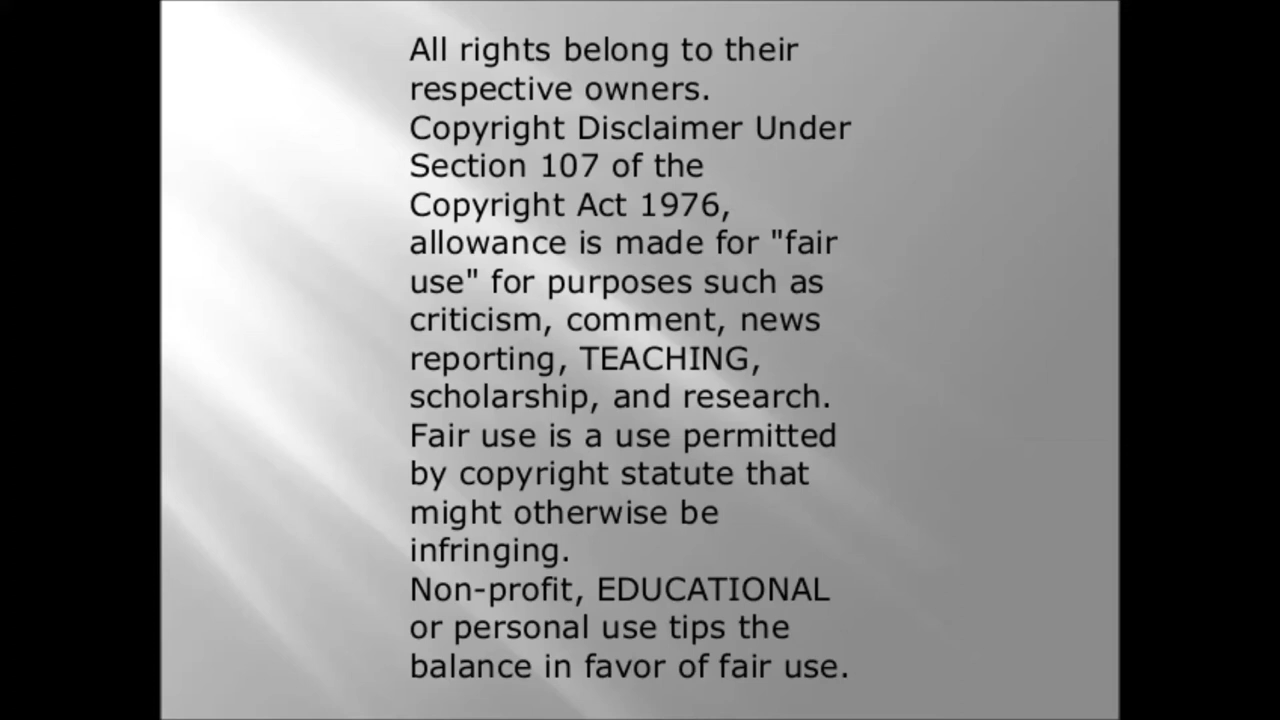 All rights belong to their
respective owners.
Copyright Disclaimer Under
Section 107 of the
Copyright Act 1976,
allowance is made for "fair
use" for purposes such as
criticism, comment, news
reporting, TEACHING,
scholarship, and research.
Fair use is a use permitted
by copyright statute that
might otherwise be
infringing.
Non-profit, EDUCATIONAL
or personal use tips the
balance in favor of fair use.